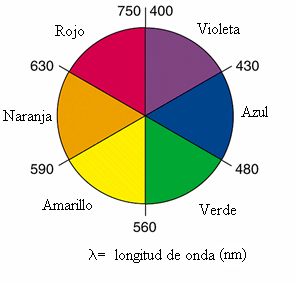 750 400
Rojo
Violeta
630
430
Naranja
Azul
590
480
Amarillo
Verde
560
λ= longitud de onda (nm)